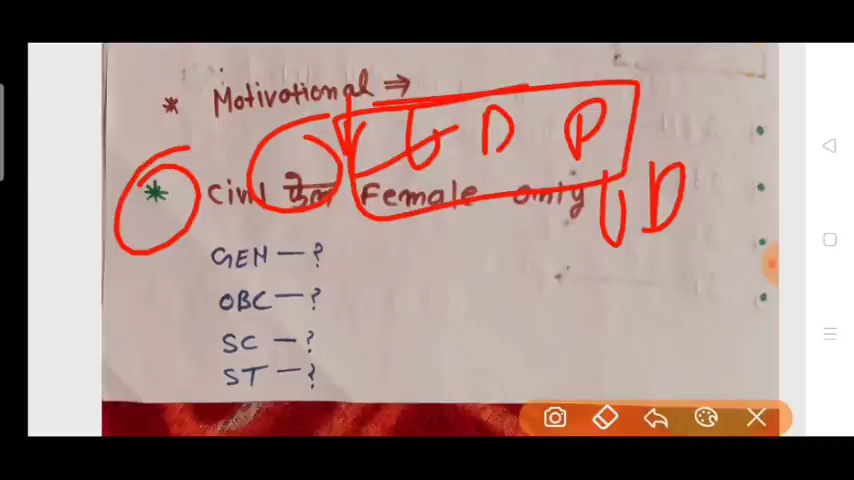 * Motivational ⇒
U D P
* Civil Female only U D
GEN — ?
OBC — ?
SC — ?
ST — ?